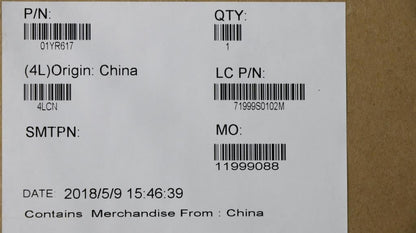 P/N: QTY:
01YR617 1
(4L)Origin: China LC P/N:
4LCN 71999S0102M
SMTPN: MO:
11999088
DATE 2018/5/9 15:46:39
Contains Merchandise From : China